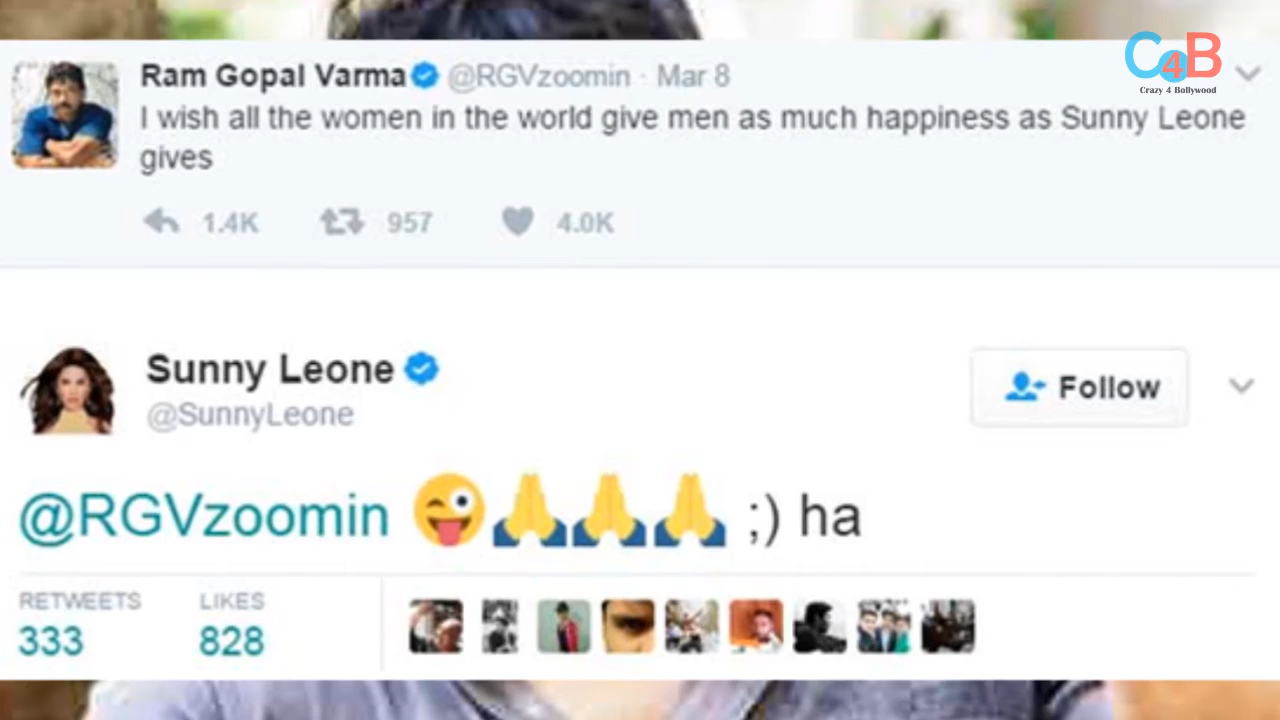 C4B
Crazy 4 Bollywood
Ram Gopal Varma @RGVzoomin · Mar 8
I wish all the women in the world give men as much happiness as Sunny Leone
gives
1.4K 957 4.0K
Sunny Leone
@SunnyLeone
Follow
@RGVzoomin 😜🙏🙏🙏 ;) ha
RETWEETS LIKES
333 828